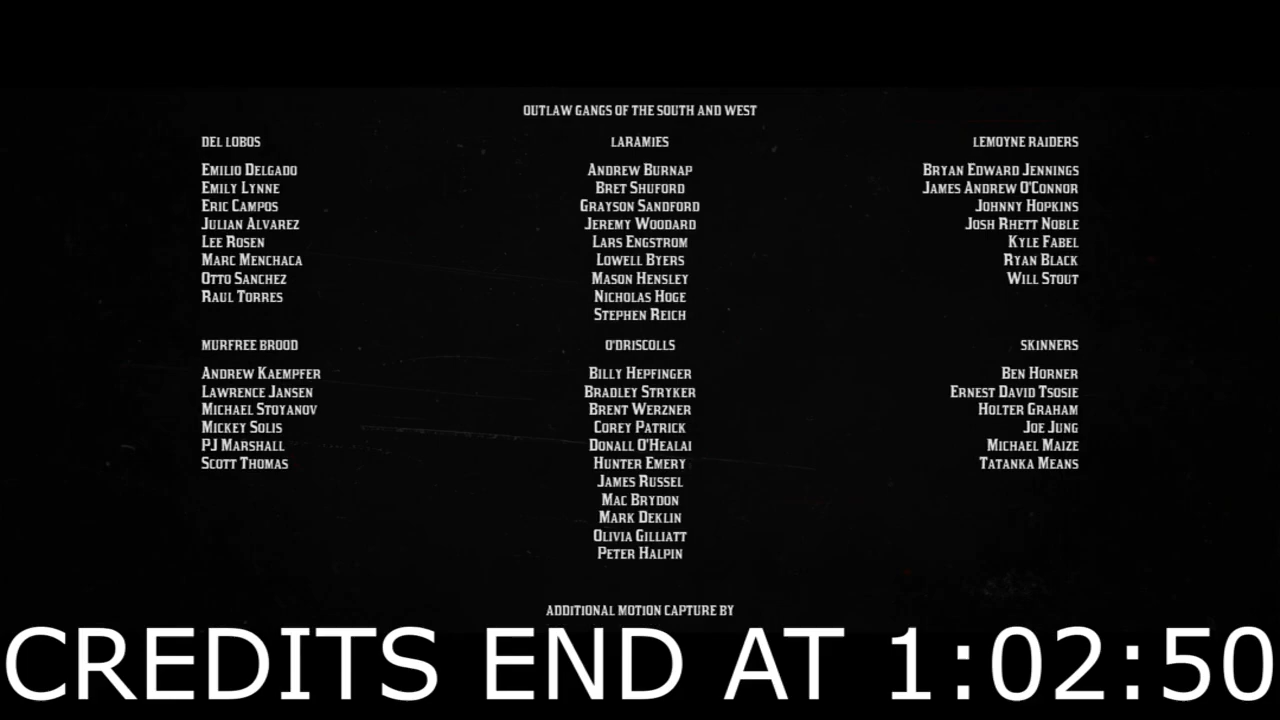 OUTLAW GANGS OF THE SOUTH AND WEST
DEL LOBOS
EMILIO DELGADO
EMILY LYNNE
ERIC CAMPOS
JULIAN ALVAREZ
LEE ROSEN
MARC MENCHACA
OTTO SANCHEZ
RAUL TORRES
LARAMIES
ANDREW BURNAP
BRET SHUFORD
GRAYSON SANDFORD
JEREMY WOODARD
LARS ENGSTROM
LOWELL BYERS
MASON HENSLEY
NICHOLAS HOGE
STEPHEN REICH
LEMOYNE RAIDERS
BRYAN EDWARD JENNINGS
JAMES ANDREW O'CONNOR
JOHNNY HOPKINS
JOSH RHETT NOBLE
KYLE FABEL
RYAN BLACK
WILL STOUT
MURFREE BROOD
ANDREW KAEMPFER
LAWRENCE JANSEN
MICHAEL STOYANOV
MICKEY SOLIS
PJ MARSHALL
SCOTT THOMAS
O'DRISCOLLS
BILLY HEPFINGER
BRADLEY STRYKER
BRENT WERZNER
COREY PATRICK
DONALL O'HEALAI
HUNTER EMERY
JAMES RUSSEL
MAC BRYDON
MARK DEKLIN
OLIVIA GILLIATT
PETER HALPIN
SKINNERS
BEN HORNER
ERNEST DAVID TSOSIE
HOLTER GRAHAM
JOE JUNG
MICHAEL MAIZE
TATANKA MEANS
ADDITIONAL MOTION CAPTURE BY
CREDITS END AT 1:02:50